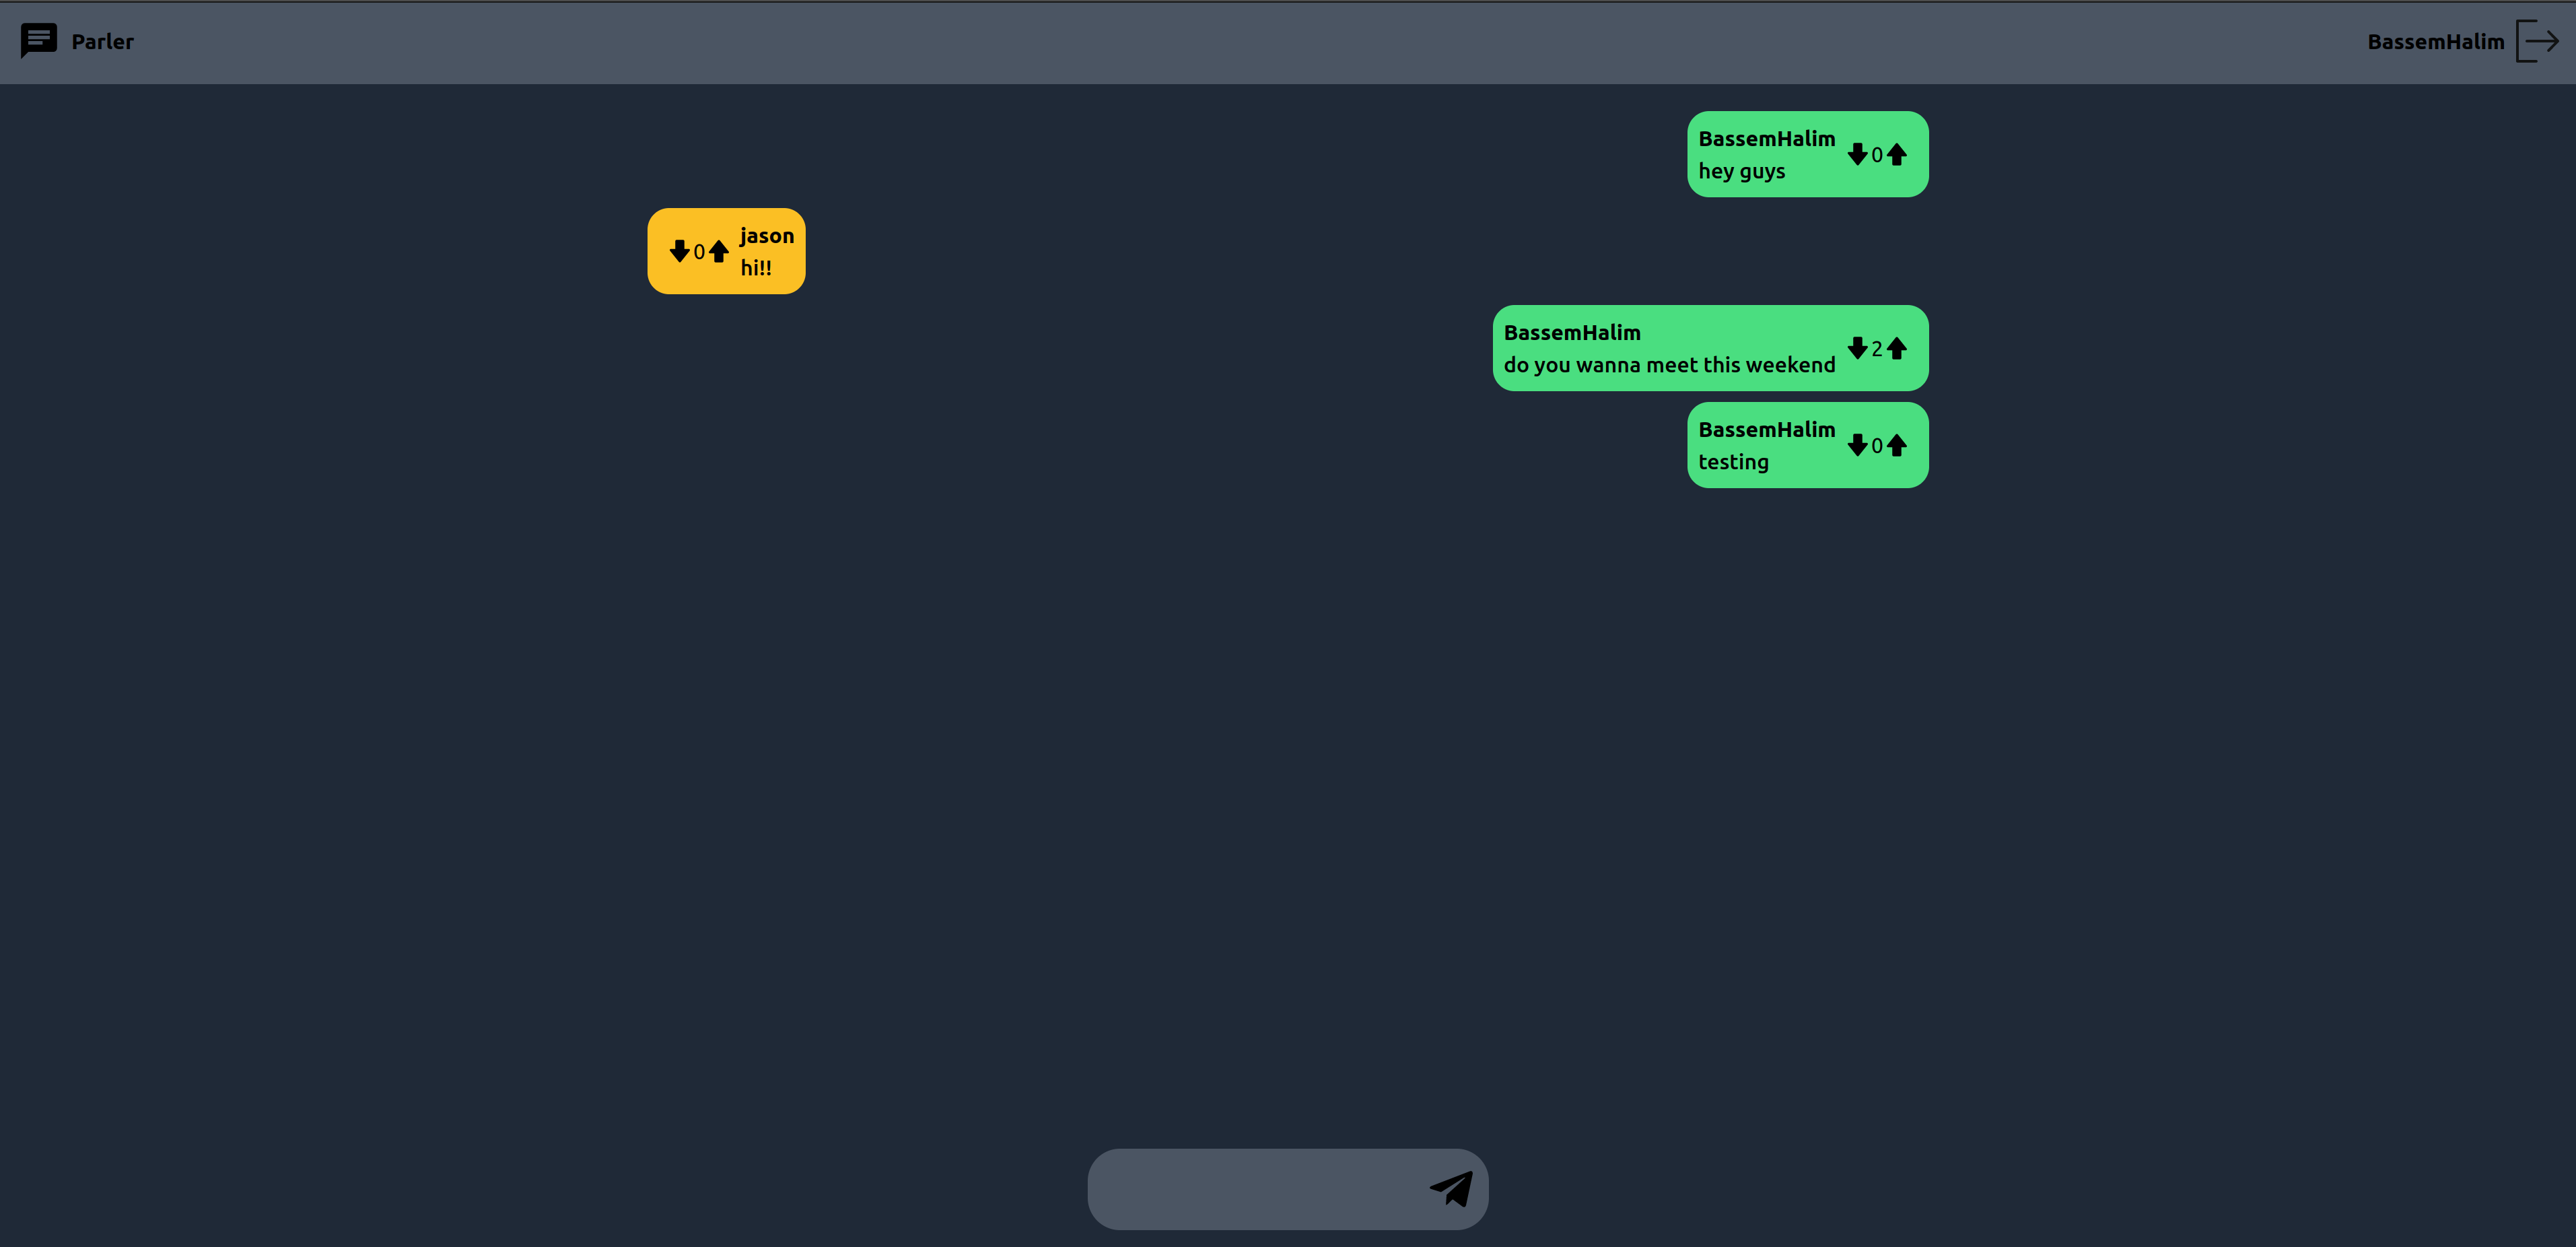 Parler
BassemHalim
BassemHalim
hey guys
0
0
jason
hi!!
BassemHalim
do you wanna meet this weekend
2
BassemHalim
testing
0